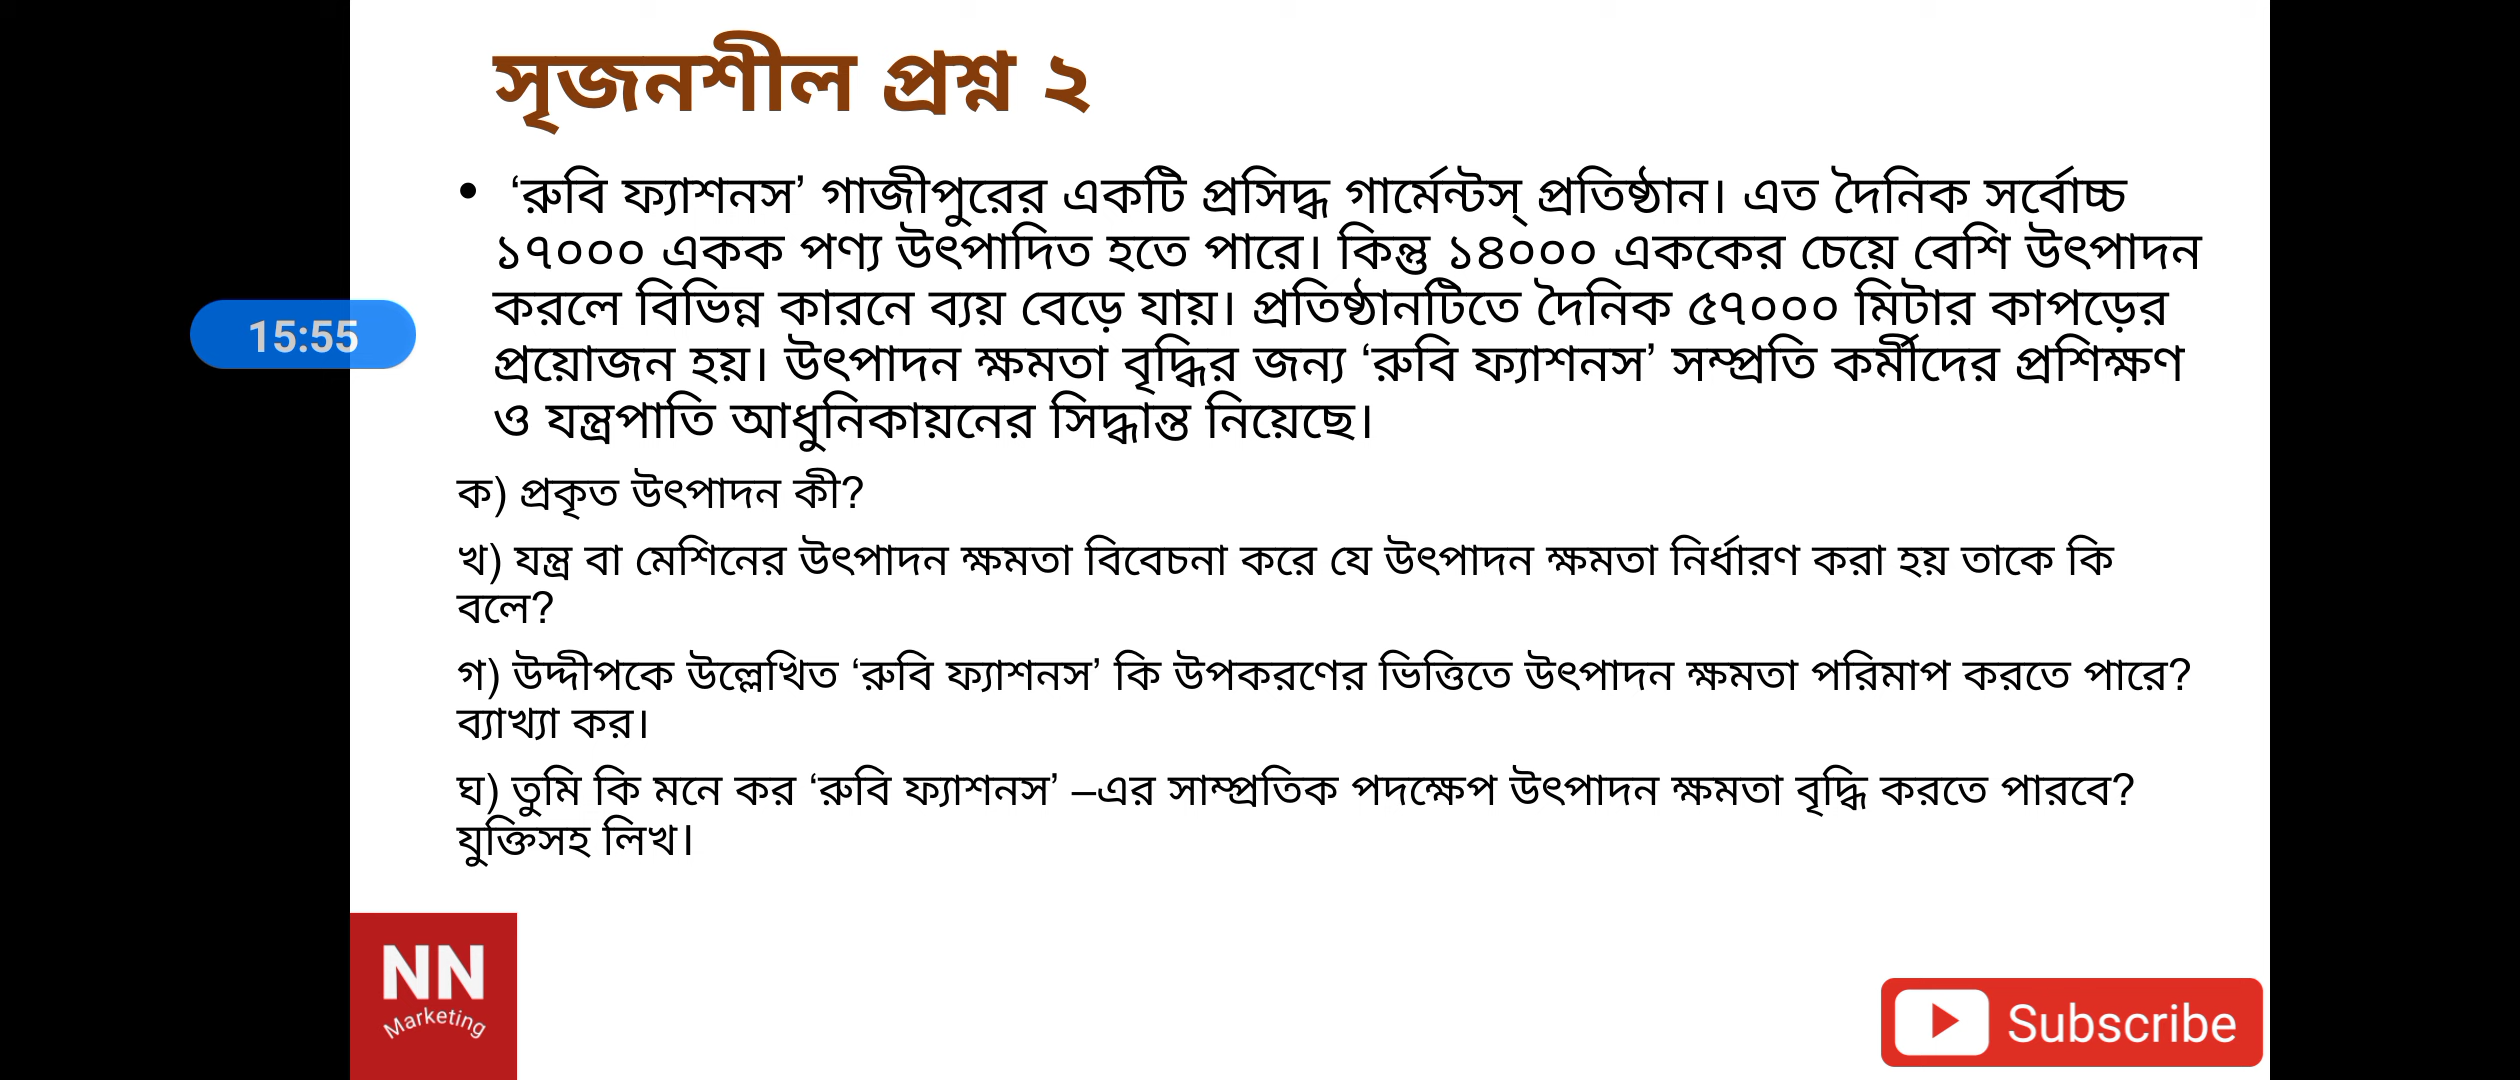 সৃজনশীল প্রশ্ন ২
• ‘রুবি ফ্যাশনস’ গাজীপুরের একটি প্রসিদ্ধ গার্মেন্টস্ প্রতিষ্ঠান। এত দৈনিক সর্বোচ্চ
১৭০০০ একক পণ্য উৎপাদিত হতে পারে। কিন্তু ১৪০০০ এককের চেয়ে বেশি উৎপাদন
করলে বিভিন্ন কারনে ব্যয় বেড়ে যায়। প্রতিষ্ঠানটিতে দৈনিক ৫৭০০০ মিটার কাপড়ের
15:55
প্রয়োজন হয়। উৎপাদন ক্ষমতা বৃদ্ধির জন্য ‘রুবি ফ্যাশনস’ সম্প্রতি কর্মীদের প্রশিক্ষণ
ও যন্ত্রপাতি আধুনিকায়নের সিদ্ধান্ত নিয়েছে।
ক) প্রকৃত উৎপাদন কী?
খ) যন্ত্র বা মেশিনের উৎপাদন ক্ষমতা বিবেচনা করে যে উৎপাদন ক্ষমতা নির্ধারণ করা হয় তাকে কি
বলে?
গ) উদ্দীপকে উল্লেখিত ‘রুবি ফ্যাশনস’ কি উপকরণের ভিত্তিতে উৎপাদন ক্ষমতা পরিমাপ করতে পারে?
ব্যাখ্যা কর।
ঘ) তুমি কি মনে কর ‘রুবি ফ্যাশনস’ –এর সাম্প্রতিক পদক্ষেপ উৎপাদন ক্ষমতা বৃদ্ধি করতে পারবে?
যুক্তিসহ লিখ।
NN
Marketing
Subscribe